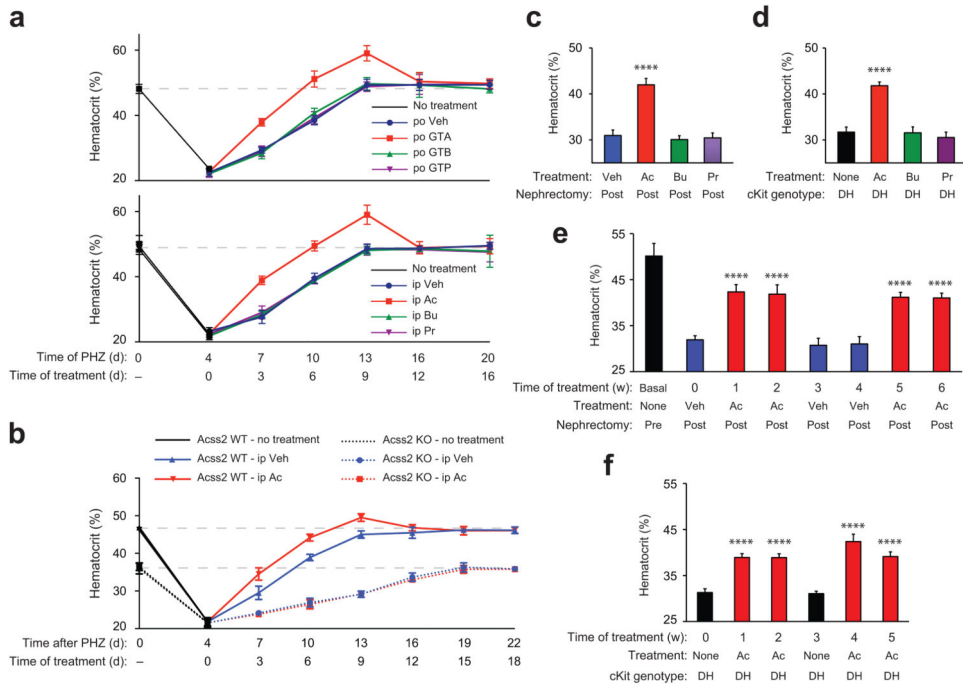 a
60
40
20
Hematocrit (%)
No treatment
po Veh
po GTA
po GTB
po GTP
60
40
20
Hematocrit (%)
No treatment
ip Veh
ip Ac
ip Bu
ip Pr
Time of PHZ (d): 0 4 7 10 13 16 20
Time of treatment (d): – 0 3 6 9 12 16
b
Acss2 WT - no treatment
Acss2 WT - ip Veh
Acss2 WT - ip Ac
Acss2 KO - no treatment
Acss2 KO - ip Veh
Acss2 KO - ip Ac
60
50
40
30
20
Hematocrit (%)
Time after PHZ (d): 0 4 7 10 13 16 19 22
Time of treatment (d): – 0 3 6 9 12 15 18
c
50
40
30
Hematocrit (%)
****
Treatment: Veh Ac Bu Pr
Nephrectomy: Post Post Post Post
d
50
40
30
Hematocrit (%)
****
Treatment: None Ac Bu Pr
cKit genotype: DH DH DH DH
e
55
45
35
25
Hematocrit (%)
**** **** **** ****
Time of treatment (w): Basal 0 1 2 3 4 5 6
Treatment: None Veh Ac Ac Veh Veh Ac Ac
Nephrectomy: Pre Post Post Post Post Post Post Post
f
55
45
35
25
Hematocrit (%)
**** **** **** ****
Time of treatment (w): 0 1 2 3 4 5
Treatment: None Ac Ac None Ac Ac
cKit genotype: DH DH DH DH DH DH